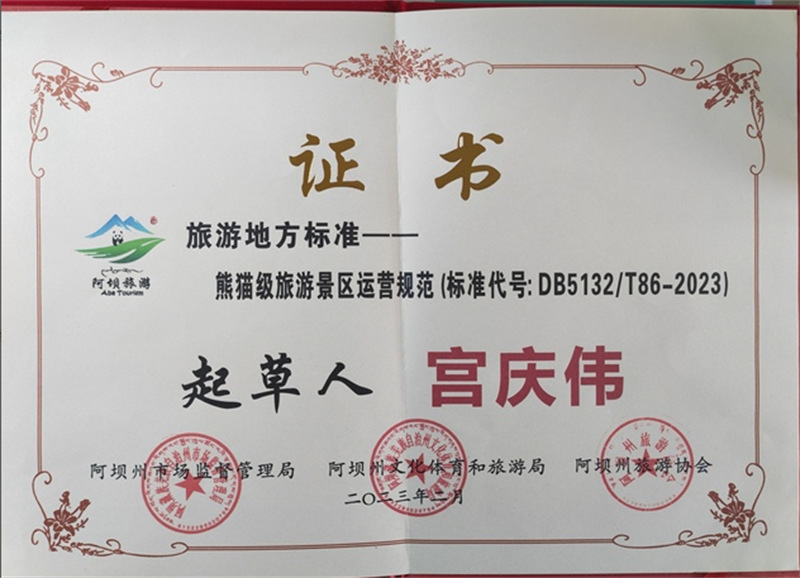 证书
阿坝旅游
Aba Tourism
旅游地方标准——
熊猫级旅游景区运营规范(标准代号:DB5132/T86-2023)
起草人 宫庆伟
阿坝州市场监督管理局 阿坝州文化体育和旅游局 阿坝州旅游协会
二〇二三年二月